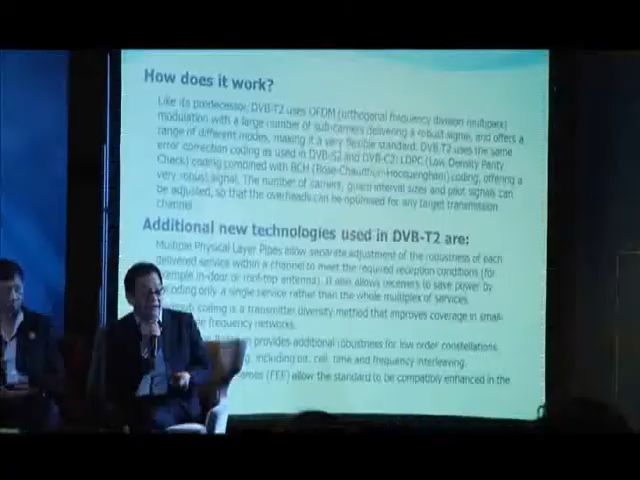 How does it work?
Like its predecessor, DVB-T2 uses OFDM (orthogonal frequency division multiplex)
modulation with a large number of sub-carriers delivering a robust signal, and offers a
range of different modes, making it a very flexible standard. DVB-T2 uses the same
error correction coding as used in DVB-S2 and DVB-C2: LDPC (Low Density Parity
Check) coding combined with BCH (Bose-Chaudhuri-Hocquengham) coding, offering a
very robust signal. The number of carriers, guard interval sizes and pilot signals can
be adjusted, so that the overheads can be optimised for any target transmission
channel
Additional new technologies used in DVB-T2 are:
Multiple Physical Layer Pipes allow separate adjustment of the robustness of each
delivered service within a channel to meet the required reception conditions (for
example in-door or roof-top antenna). It also allows receivers to save power by
coding only a single service rather than the whole multiplex of services.
coding is a transmitter diversity method that improves coverage in small-
frequency networks.
provides additional robustness for low order constellations.
including bit, cell, time and frequency interleaving.
(FEF) allow the standard to be compatibly enhanced in the